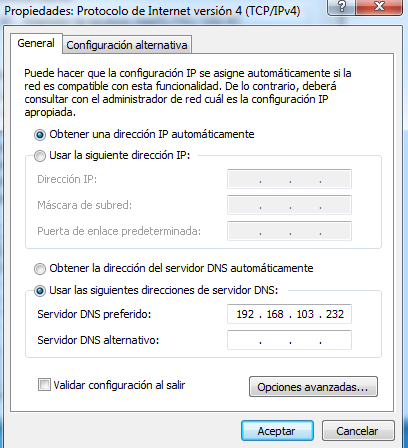 Propiedades: Protocolo de Internet versión 4 (TCP/IPv4)
General
Configuración alternativa
Puede hacer que la configuración IP se asigne automáticamente si la
red es compatible con esta funcionalidad. De lo contrario, deberá
consultar con el administrador de red cuál es la configuración IP
apropiada.
Obtener una dirección IP automáticamente
Usar la siguiente dirección IP:
Dirección IP:
Máscara de subred:
Puerta de enlace predeterminada:
Obtener la dirección del servidor DNS automáticamente
Usar las siguientes direcciones de servidor DNS:
Servidor DNS preferido: 192 . 168 . 103 . 232
Servidor DNS alternativo:
Validar configuración al salir
Opciones avanzadas...
Aceptar
Cancelar